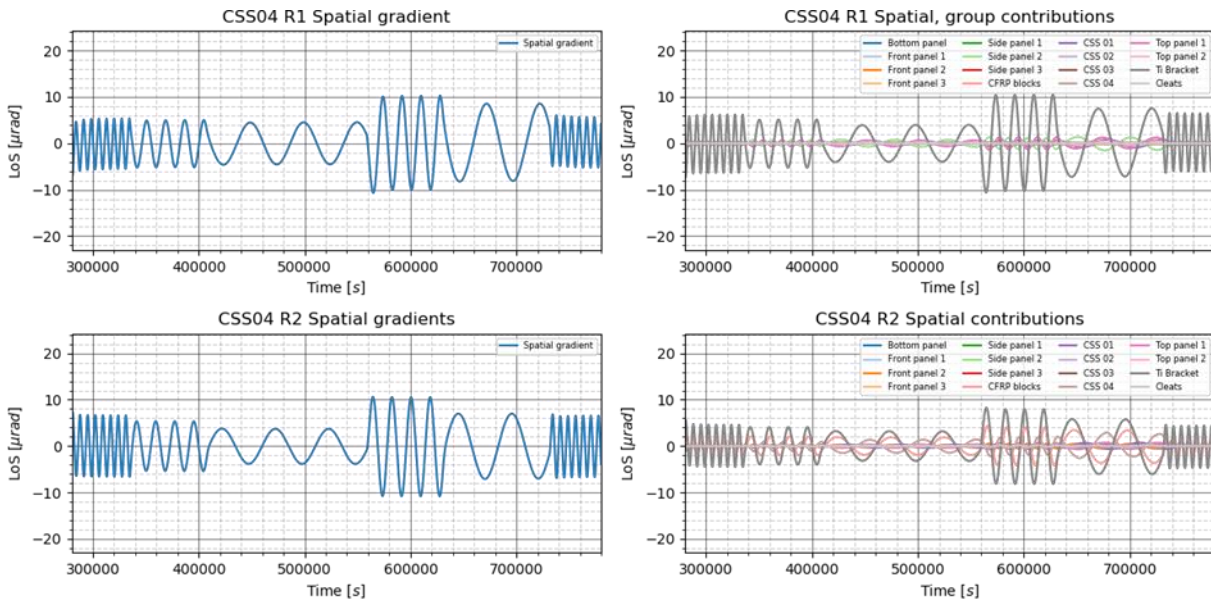 CSS04 R1 Spatial gradient
LoS [μrad]
20
10
0
−10
−20
Spatial gradient
300000 400000 500000 600000 700000
Time [s]
CSS04 R1 Spatial, group contributions
LoS [μrad]
20
10
0
−10
−20
Bottom panel Side panel 1 CSS 01 Top panel 1
Front panel 1 Side panel 2 CSS 02 Top panel 2
Front panel 2 Side panel 3 CSS 03 Ti Bracket
Front panel 3 CFRP blocks CSS 04 Cleats
300000 400000 500000 600000 700000
Time [s]
CSS04 R2 Spatial gradients
LoS [μrad]
20
10
0
−10
−20
Spatial gradient
300000 400000 500000 600000 700000
Time [s]
CSS04 R2 Spatial contributions
LoS [μrad]
20
10
0
−10
−20
Bottom panel Side panel 1 CSS 01 Top panel 1
Front panel 1 Side panel 2 CSS 02 Top panel 2
Front panel 2 Side panel 3 CSS 03 Ti Bracket
Front panel 3 CFRP blocks CSS 04 Cleats
300000 400000 500000 600000 700000
Time [s]